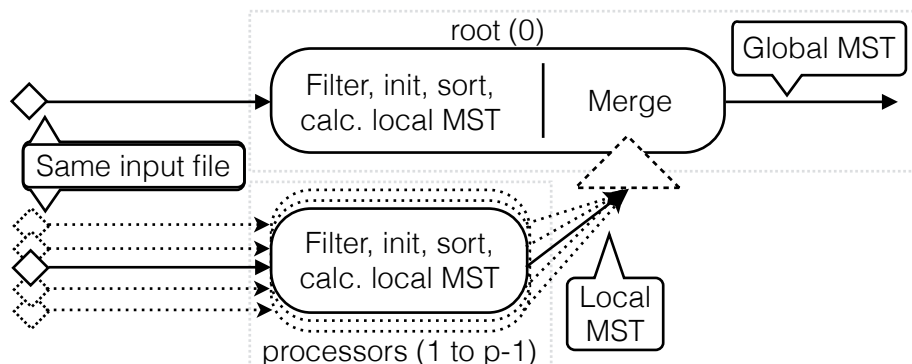 root (0)
Global MST
Filter, init, sort,
calc. local MST
Merge
Same input file
Filter, init, sort,
calc. local MST
Local
MST
processors (1 to p-1)